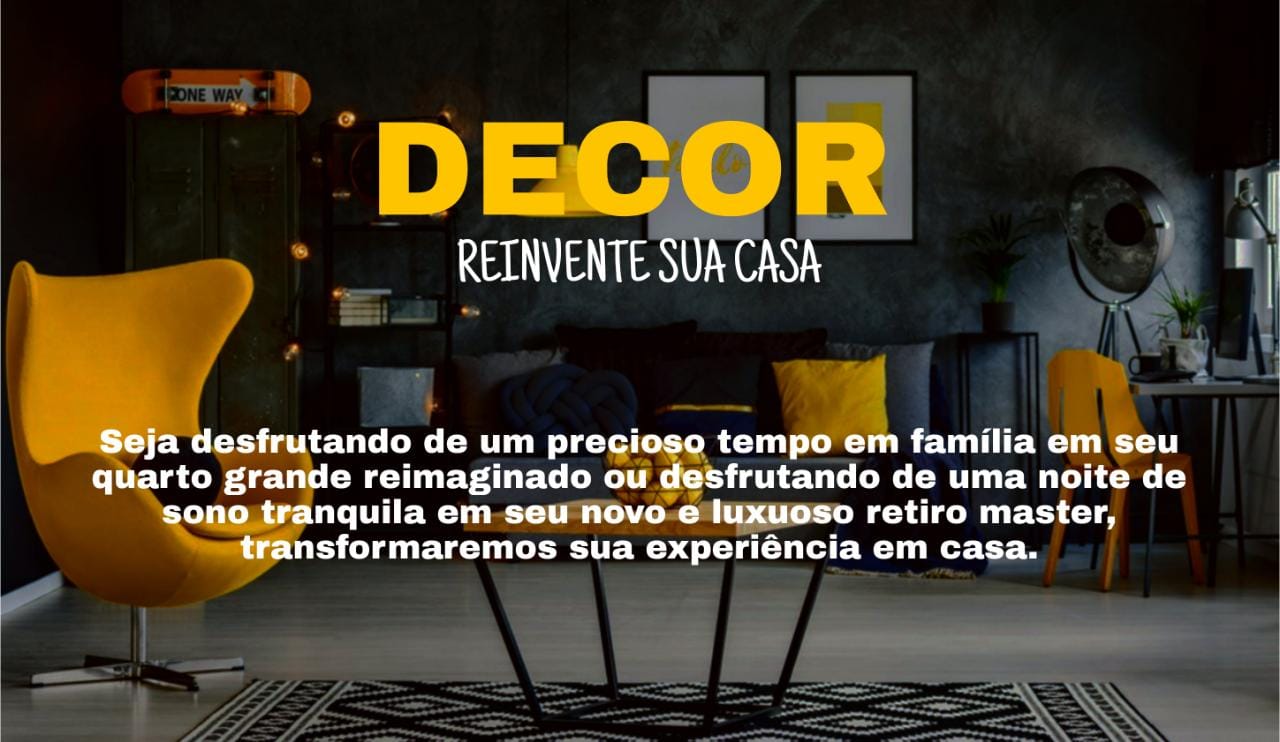 ONE WAY
DECOR
REINVENTE SUA CASA
Seja desfrutando de um precioso tempo em família em seu
quarto grande reimaginado ou desfrutando de uma noite de
sono tranquila em seu novo e luxuoso retiro master,
transformaremos sua experiência em casa.